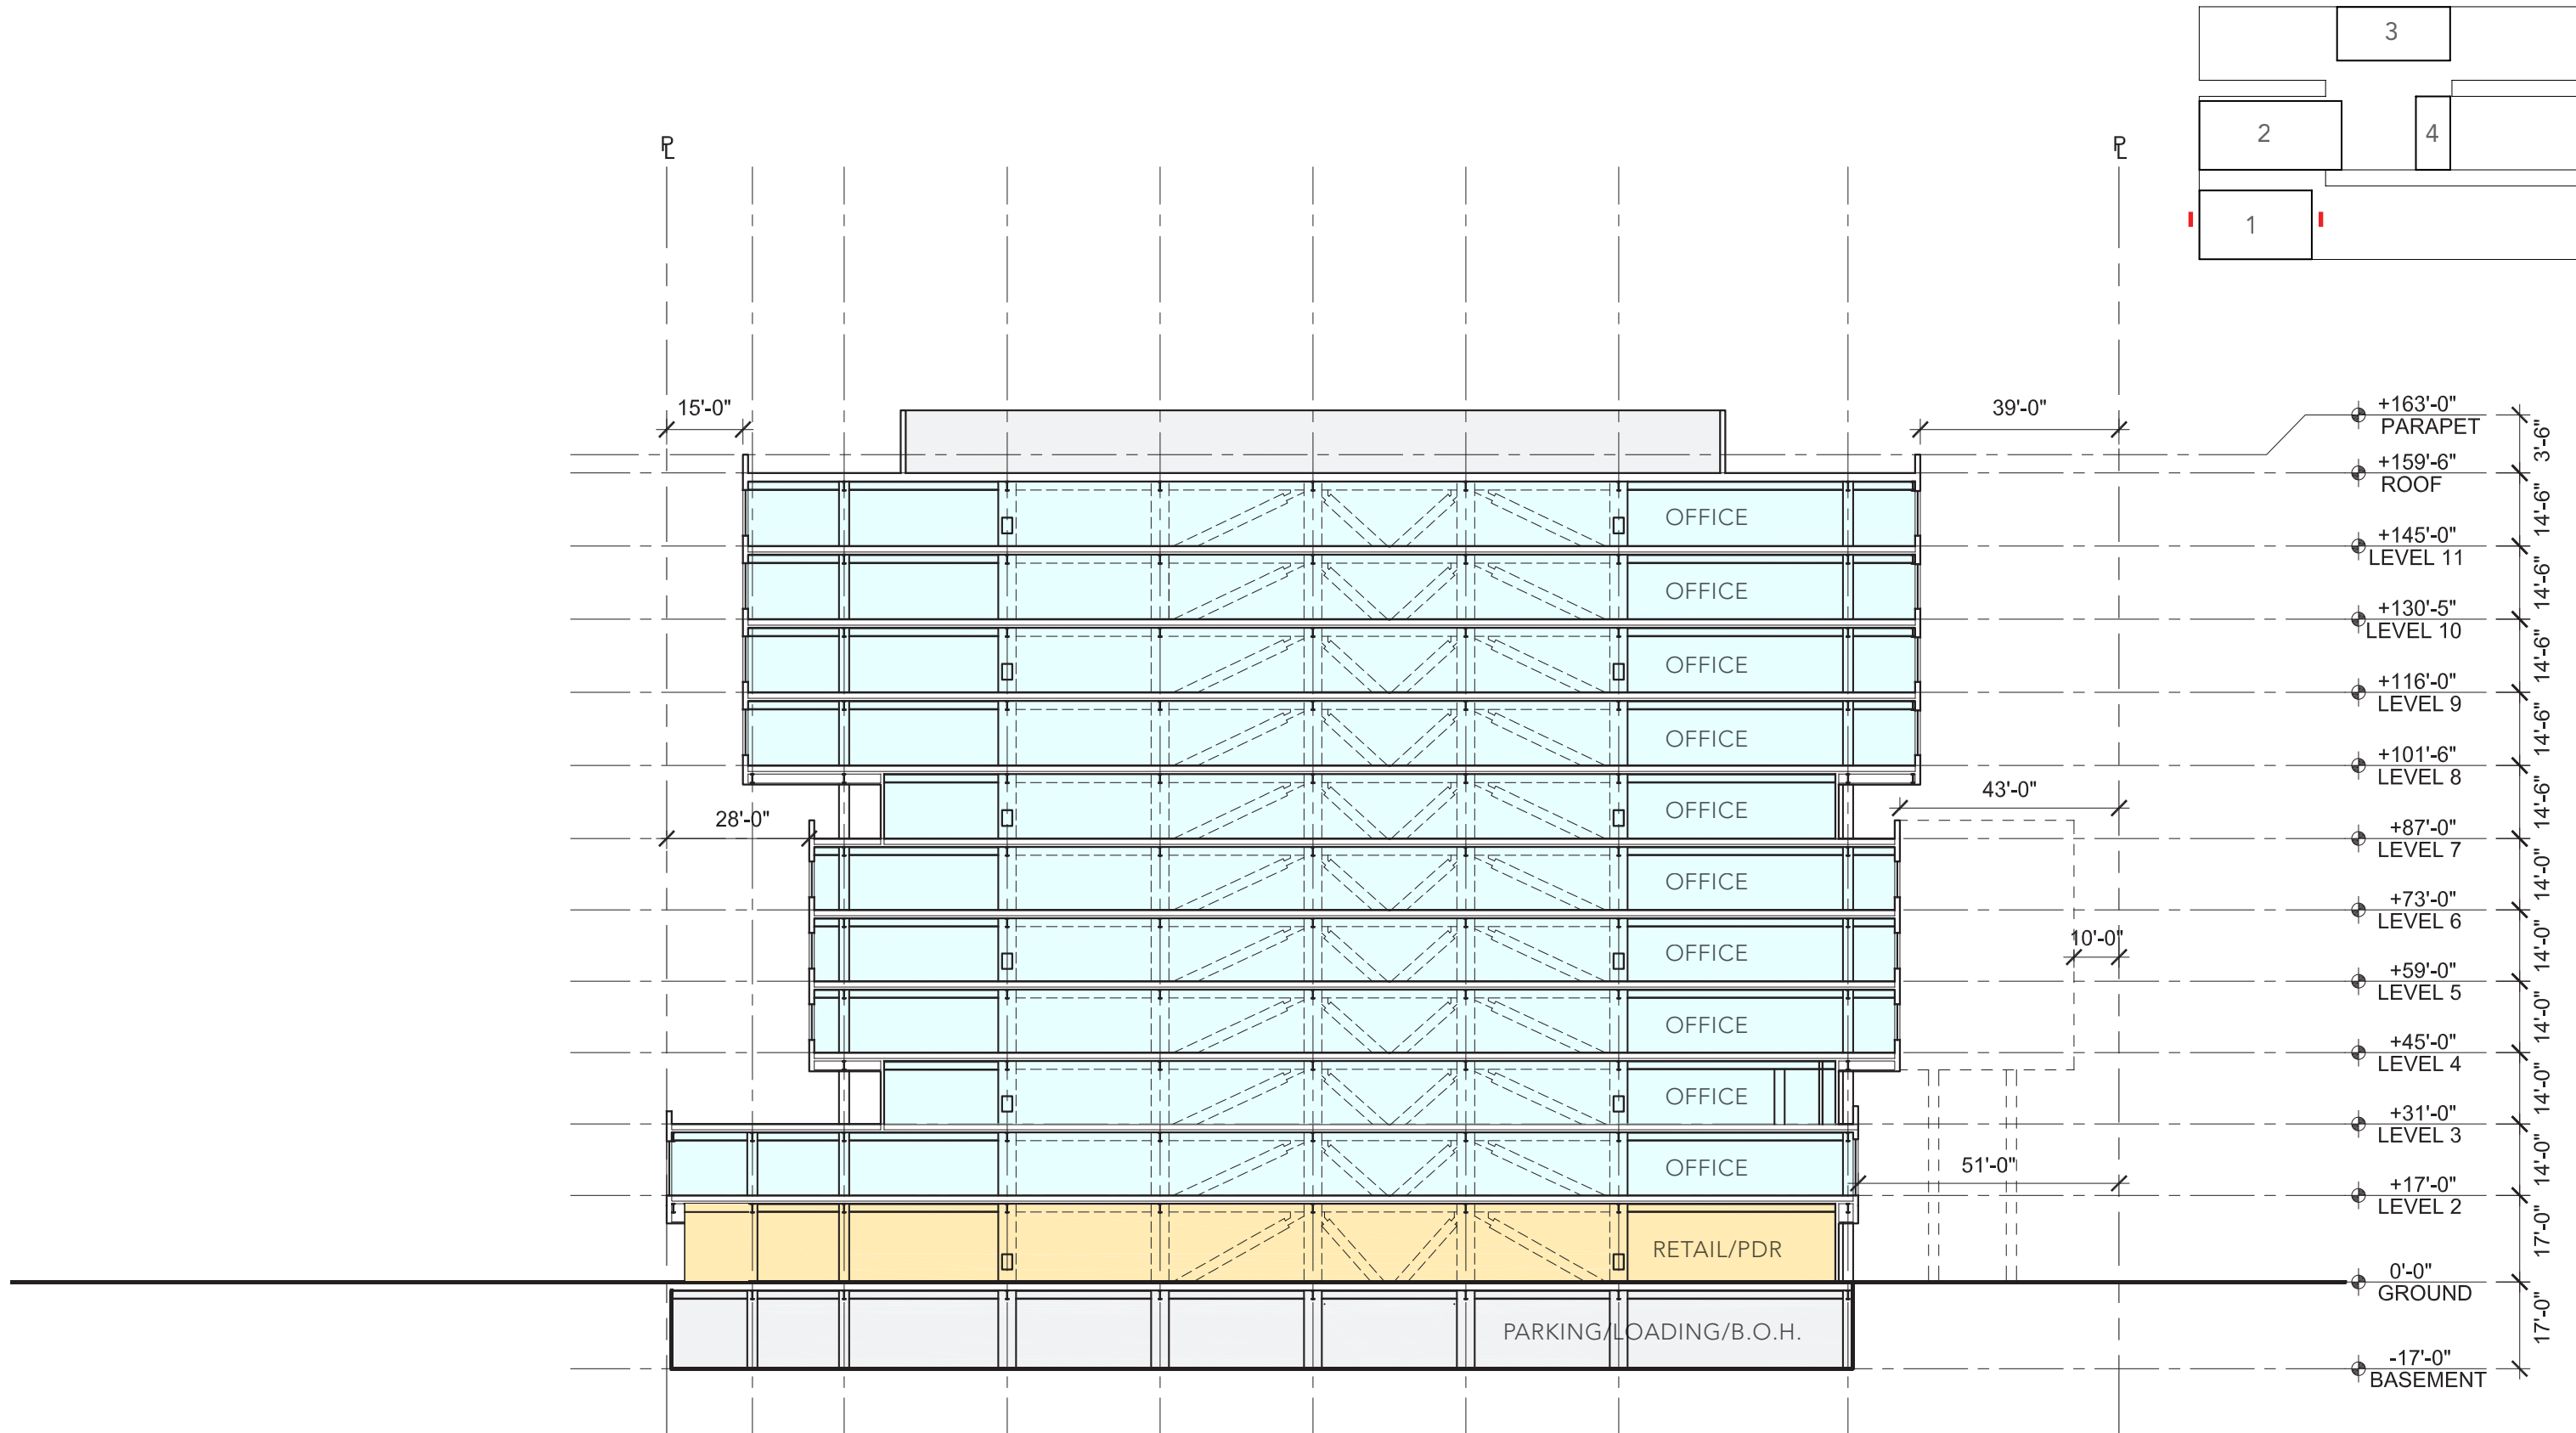 3
2
4
1
PL
PL
15'-0"
39'-0"
+163'-0"
PARAPET
3'-6"
+159'-6"
ROOF
14'-6"
OFFICE
+145'-0"
LEVEL 11
14'-6"
OFFICE
+130'-5"
LEVEL 10
14'-6"
OFFICE
+116'-0"
LEVEL 9
14'-6"
OFFICE
+101'-6"
LEVEL 8
14'-6"
43'-0"
28'-0"
OFFICE
+87'-0"
LEVEL 7
14'-0"
OFFICE
+73'-0"
LEVEL 6
14'-0"
10'-0"
OFFICE
+59'-0"
LEVEL 5
14'-0"
OFFICE
+45'-0"
LEVEL 4
14'-0"
OFFICE
+31'-0"
LEVEL 3
14'-0"
OFFICE
51'-0"
+17'-0"
LEVEL 2
17'-0"
RETAIL/PDR
0'-0"
GROUND
17'-0"
PARKING/LOADING/B.O.H.
-17'-0"
BASEMENT